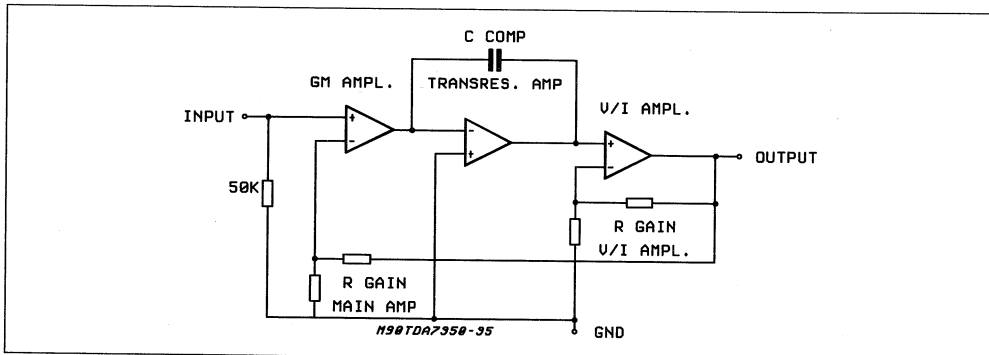 C COMP
GM AMPL.
TRANSRES. AMP
V/I AMPL.
INPUT
+
-
-
+
+
-
OUTPUT
50K
R GAIN
V/I AMPL.
R GAIN
MAIN AMP
M90TDA7350-35
GND